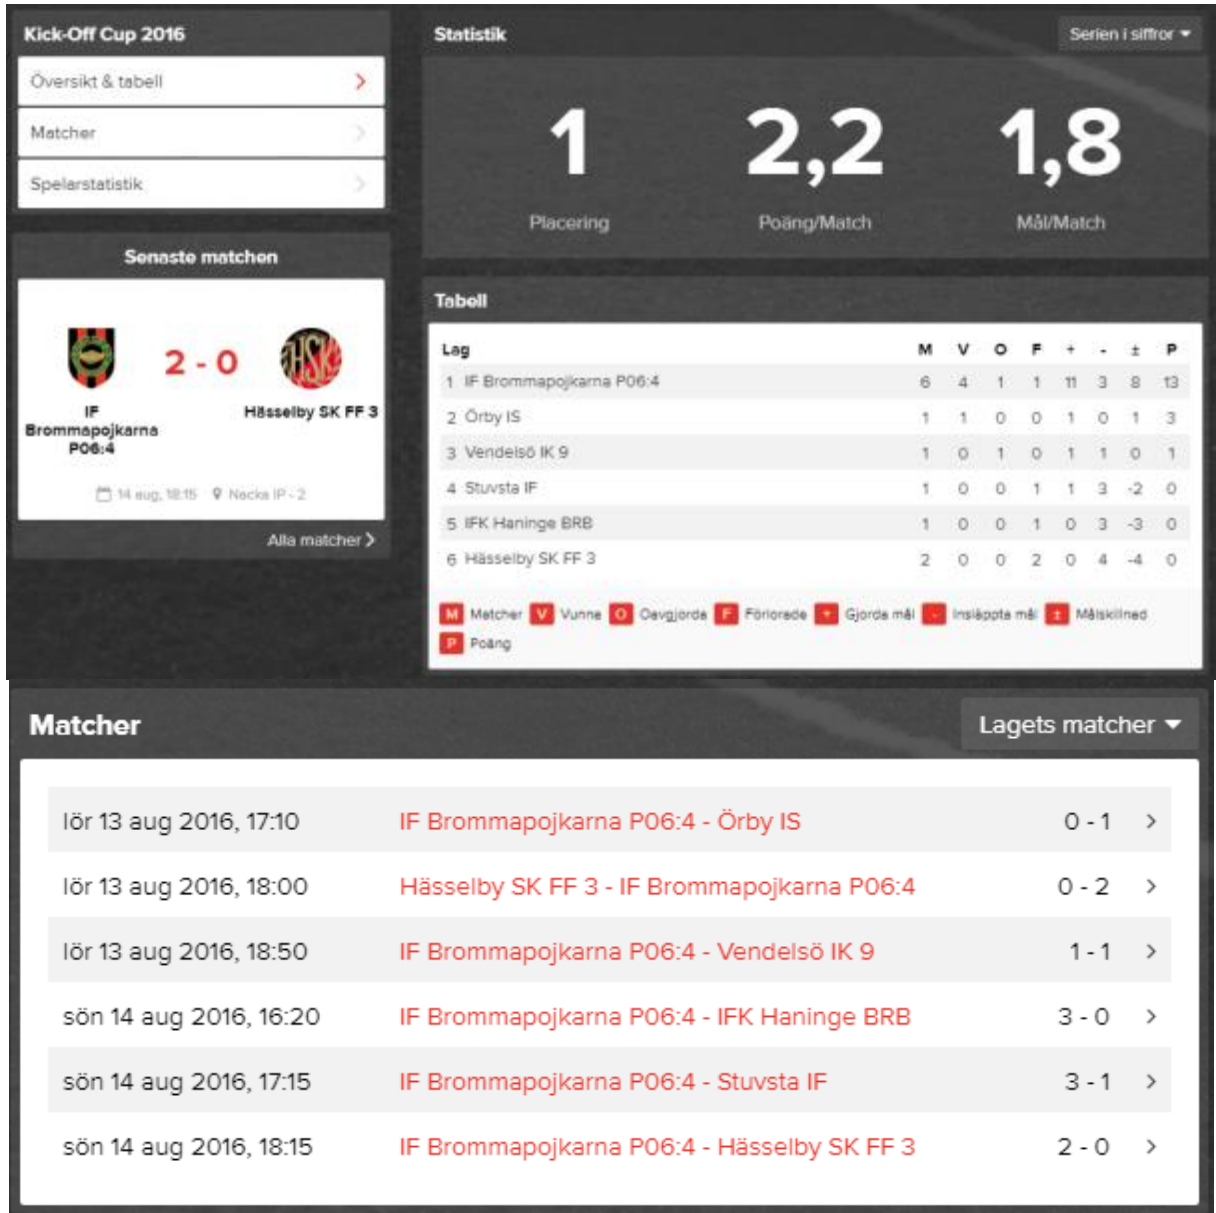 Kick-Off Cup 2016
Översikt & tabell
Matcher
Spelarstatistik
Senaste matchen
2 - 0
HSK
IF Brommapojkarna P06:4
Hässelby SK FF 3
14 aug, 18:15 Nacka IP - 2
Alla matcher
Statistik
Serien i siffror
1 2,2 1,8
Placering Poäng/Match Mål/Match
Tabell
Lag M V O F + - ± P
1 IF Brommapojkarna P06:4 6 4 1 1 11 3 8 13
2 Örby IS 1 1 0 0 1 0 1 3
3 Vendelsö IK 9 1 0 1 0 1 1 0 1
4 Stuvsta IF 1 0 0 1 1 3 -2 0
5 IFK Haninge BRB 1 0 0 1 0 3 -3 0
6 Hässelby SK FF 3 2 0 0 2 0 4 -4 0
M Matcher V Vunna O Oavgjorda F Förlorade + Gjorda mål - Insläppta mål ± Målskillnad
P Poäng
Matcher
Lagets matcher
lör 13 aug 2016, 17:10 IF Brommapojkarna P06:4 - Örby IS 0 - 1
lör 13 aug 2016, 18:00 Hässelby SK FF 3 - IF Brommapojkarna P06:4 0 - 2
lör 13 aug 2016, 18:50 IF Brommapojkarna P06:4 - Vendelsö IK 9 1 - 1
sön 14 aug 2016, 16:20 IF Brommapojkarna P06:4 - IFK Haninge BRB 3 - 0
sön 14 aug 2016, 17:15 IF Brommapojkarna P06:4 - Stuvsta IF 3 - 1
sön 14 aug 2016, 18:15 IF Brommapojkarna P06:4 - Hässelby SK FF 3 2 - 0